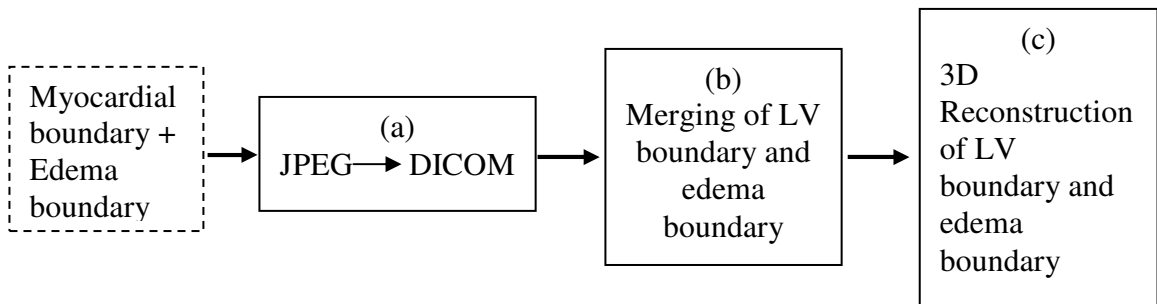 Myocardial
boundary +
Edema
boundary
(a)
JPEG → DICOM
(b)
Merging of LV
boundary and
edema
boundary
(c)
3D
Reconstruction
of LV
boundary and
edema
boundary